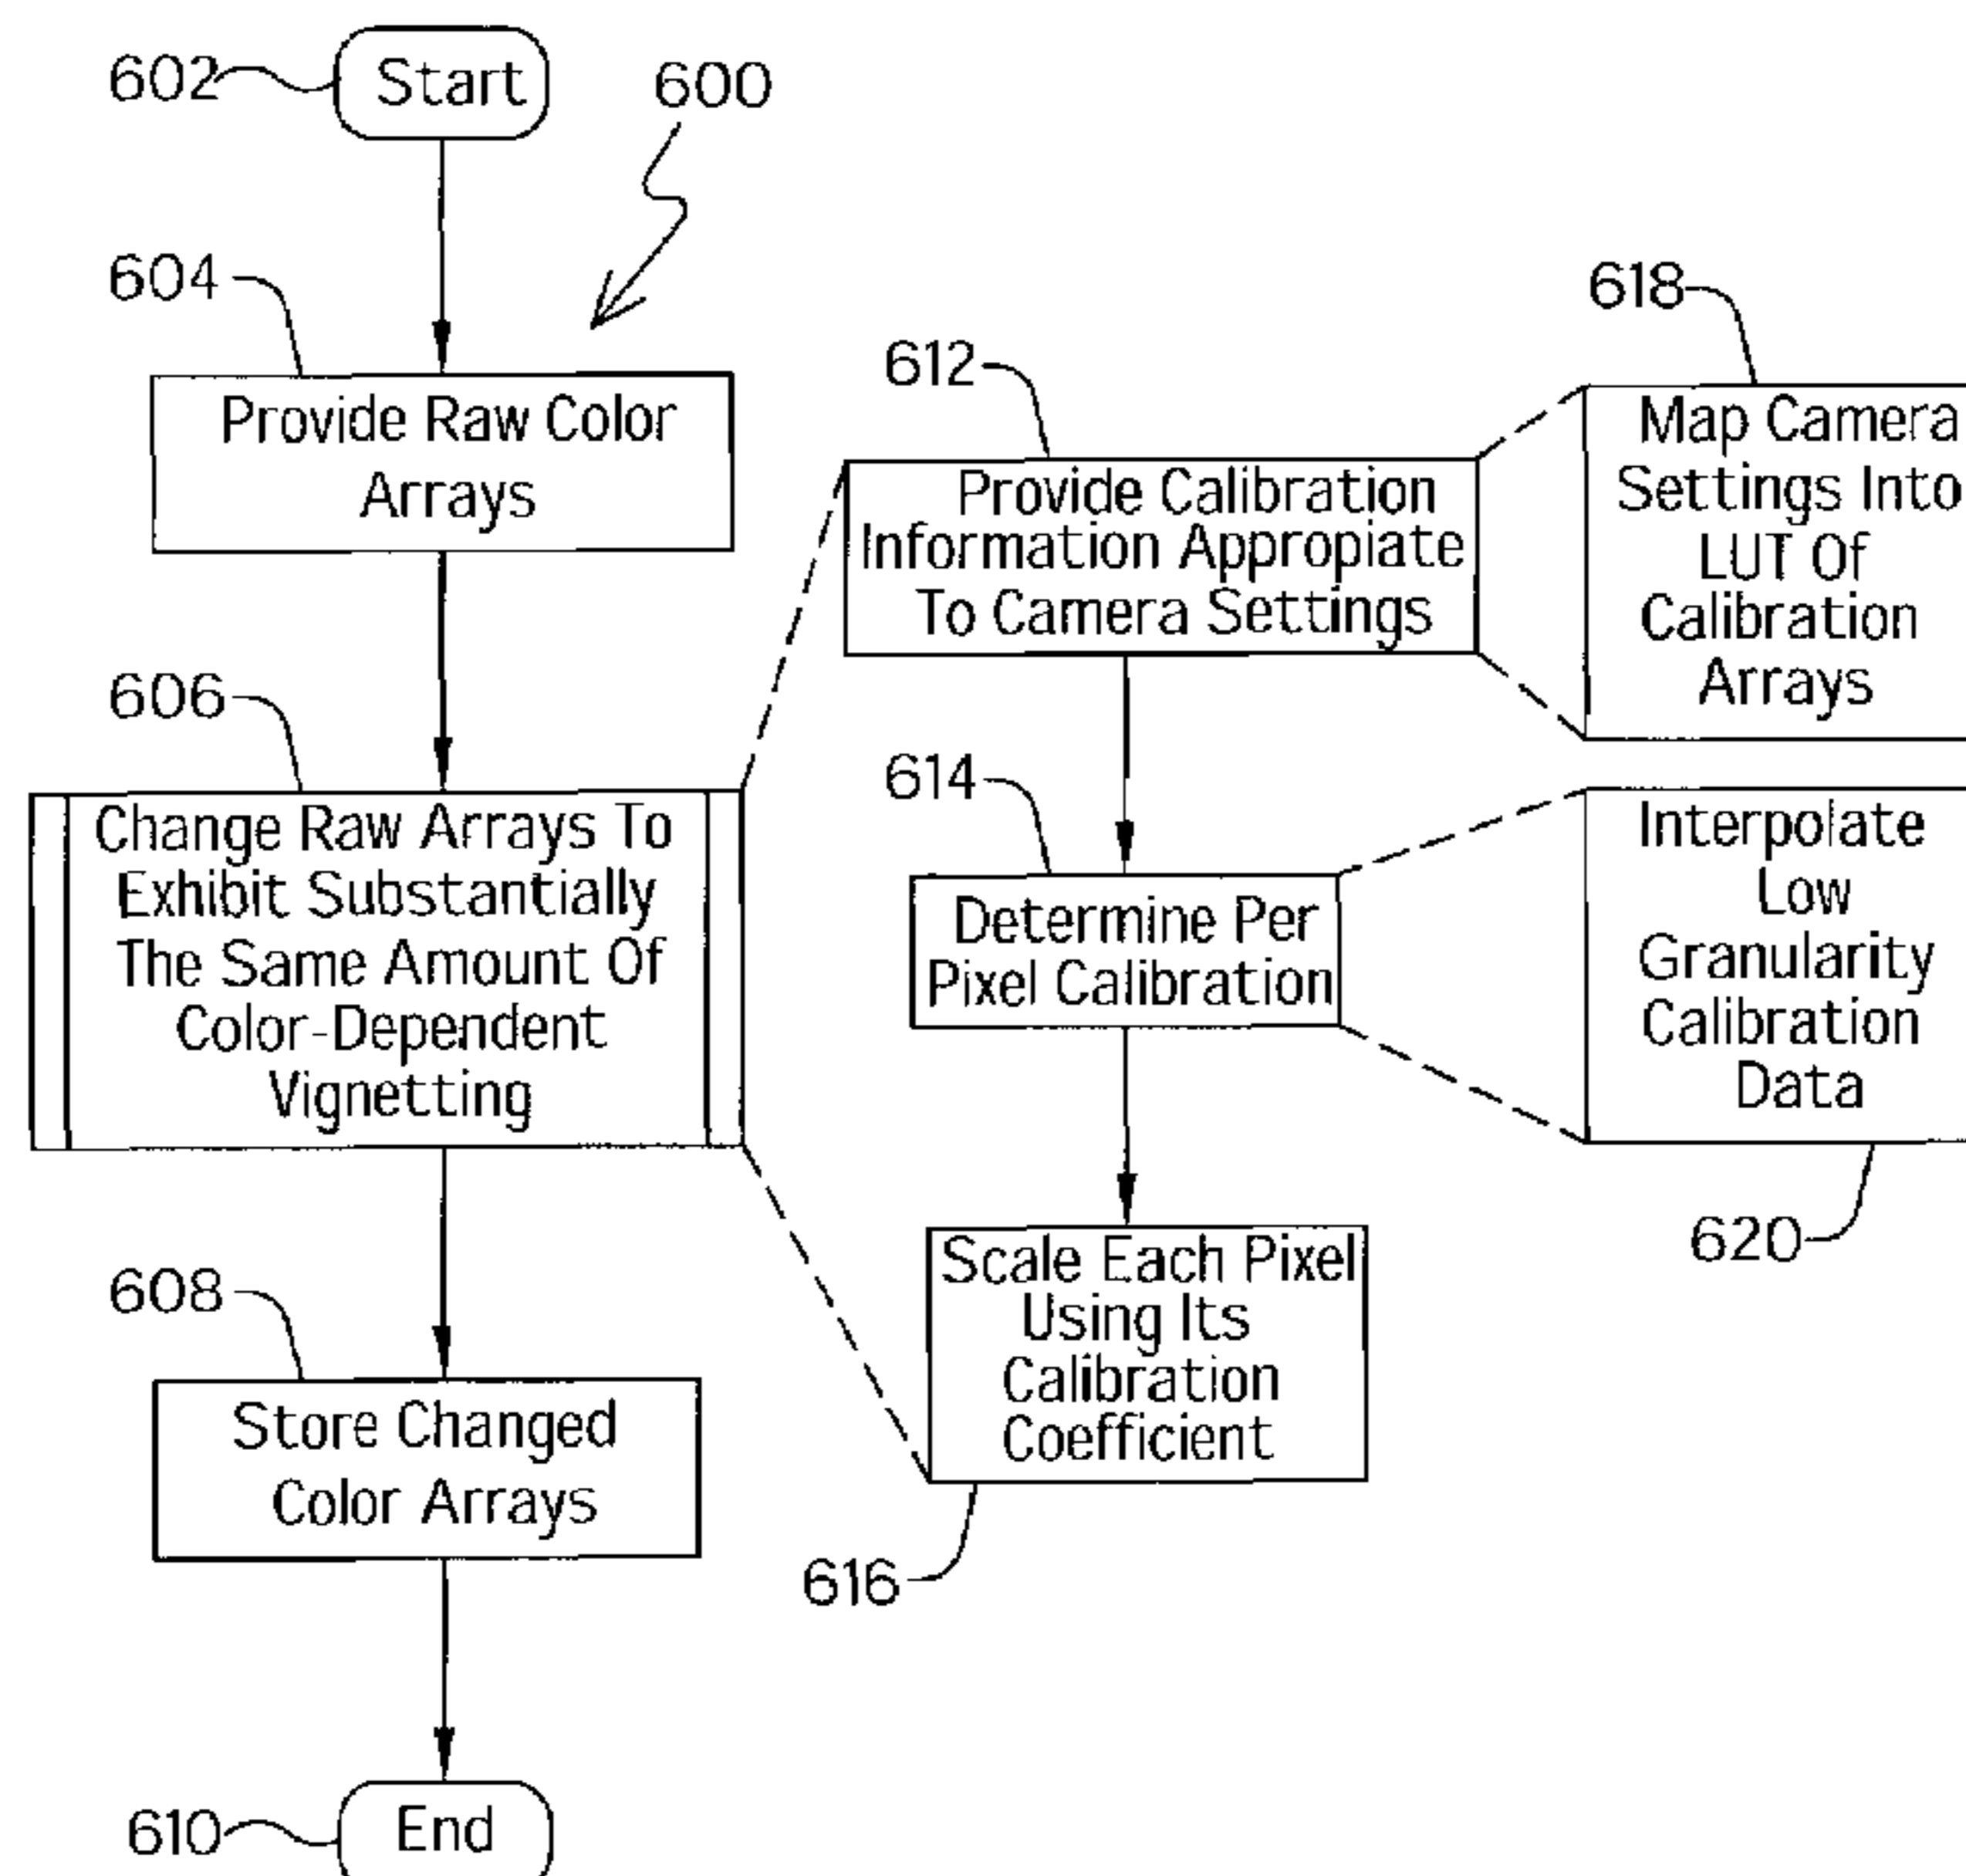 602
Start
600
604
Provide Raw Color
Arrays
606
Change Raw Arrays To
Exhibit Substantially
The Same Amount Of
Color-Dependent
Vignetting
608
Store Changed
Color Arrays
610
End
612
Provide Calibration
Information Appropiate
To Camera Settings
614
Determine Per
Pixel Calibration
Scale Each Pixel
Using Its
Calibration
Coefficient
616
618
Map Camera
Settings Into
LUT Of
Calibration
Arrays
Interpolate
Low
Granularity
Calibration
Data
620